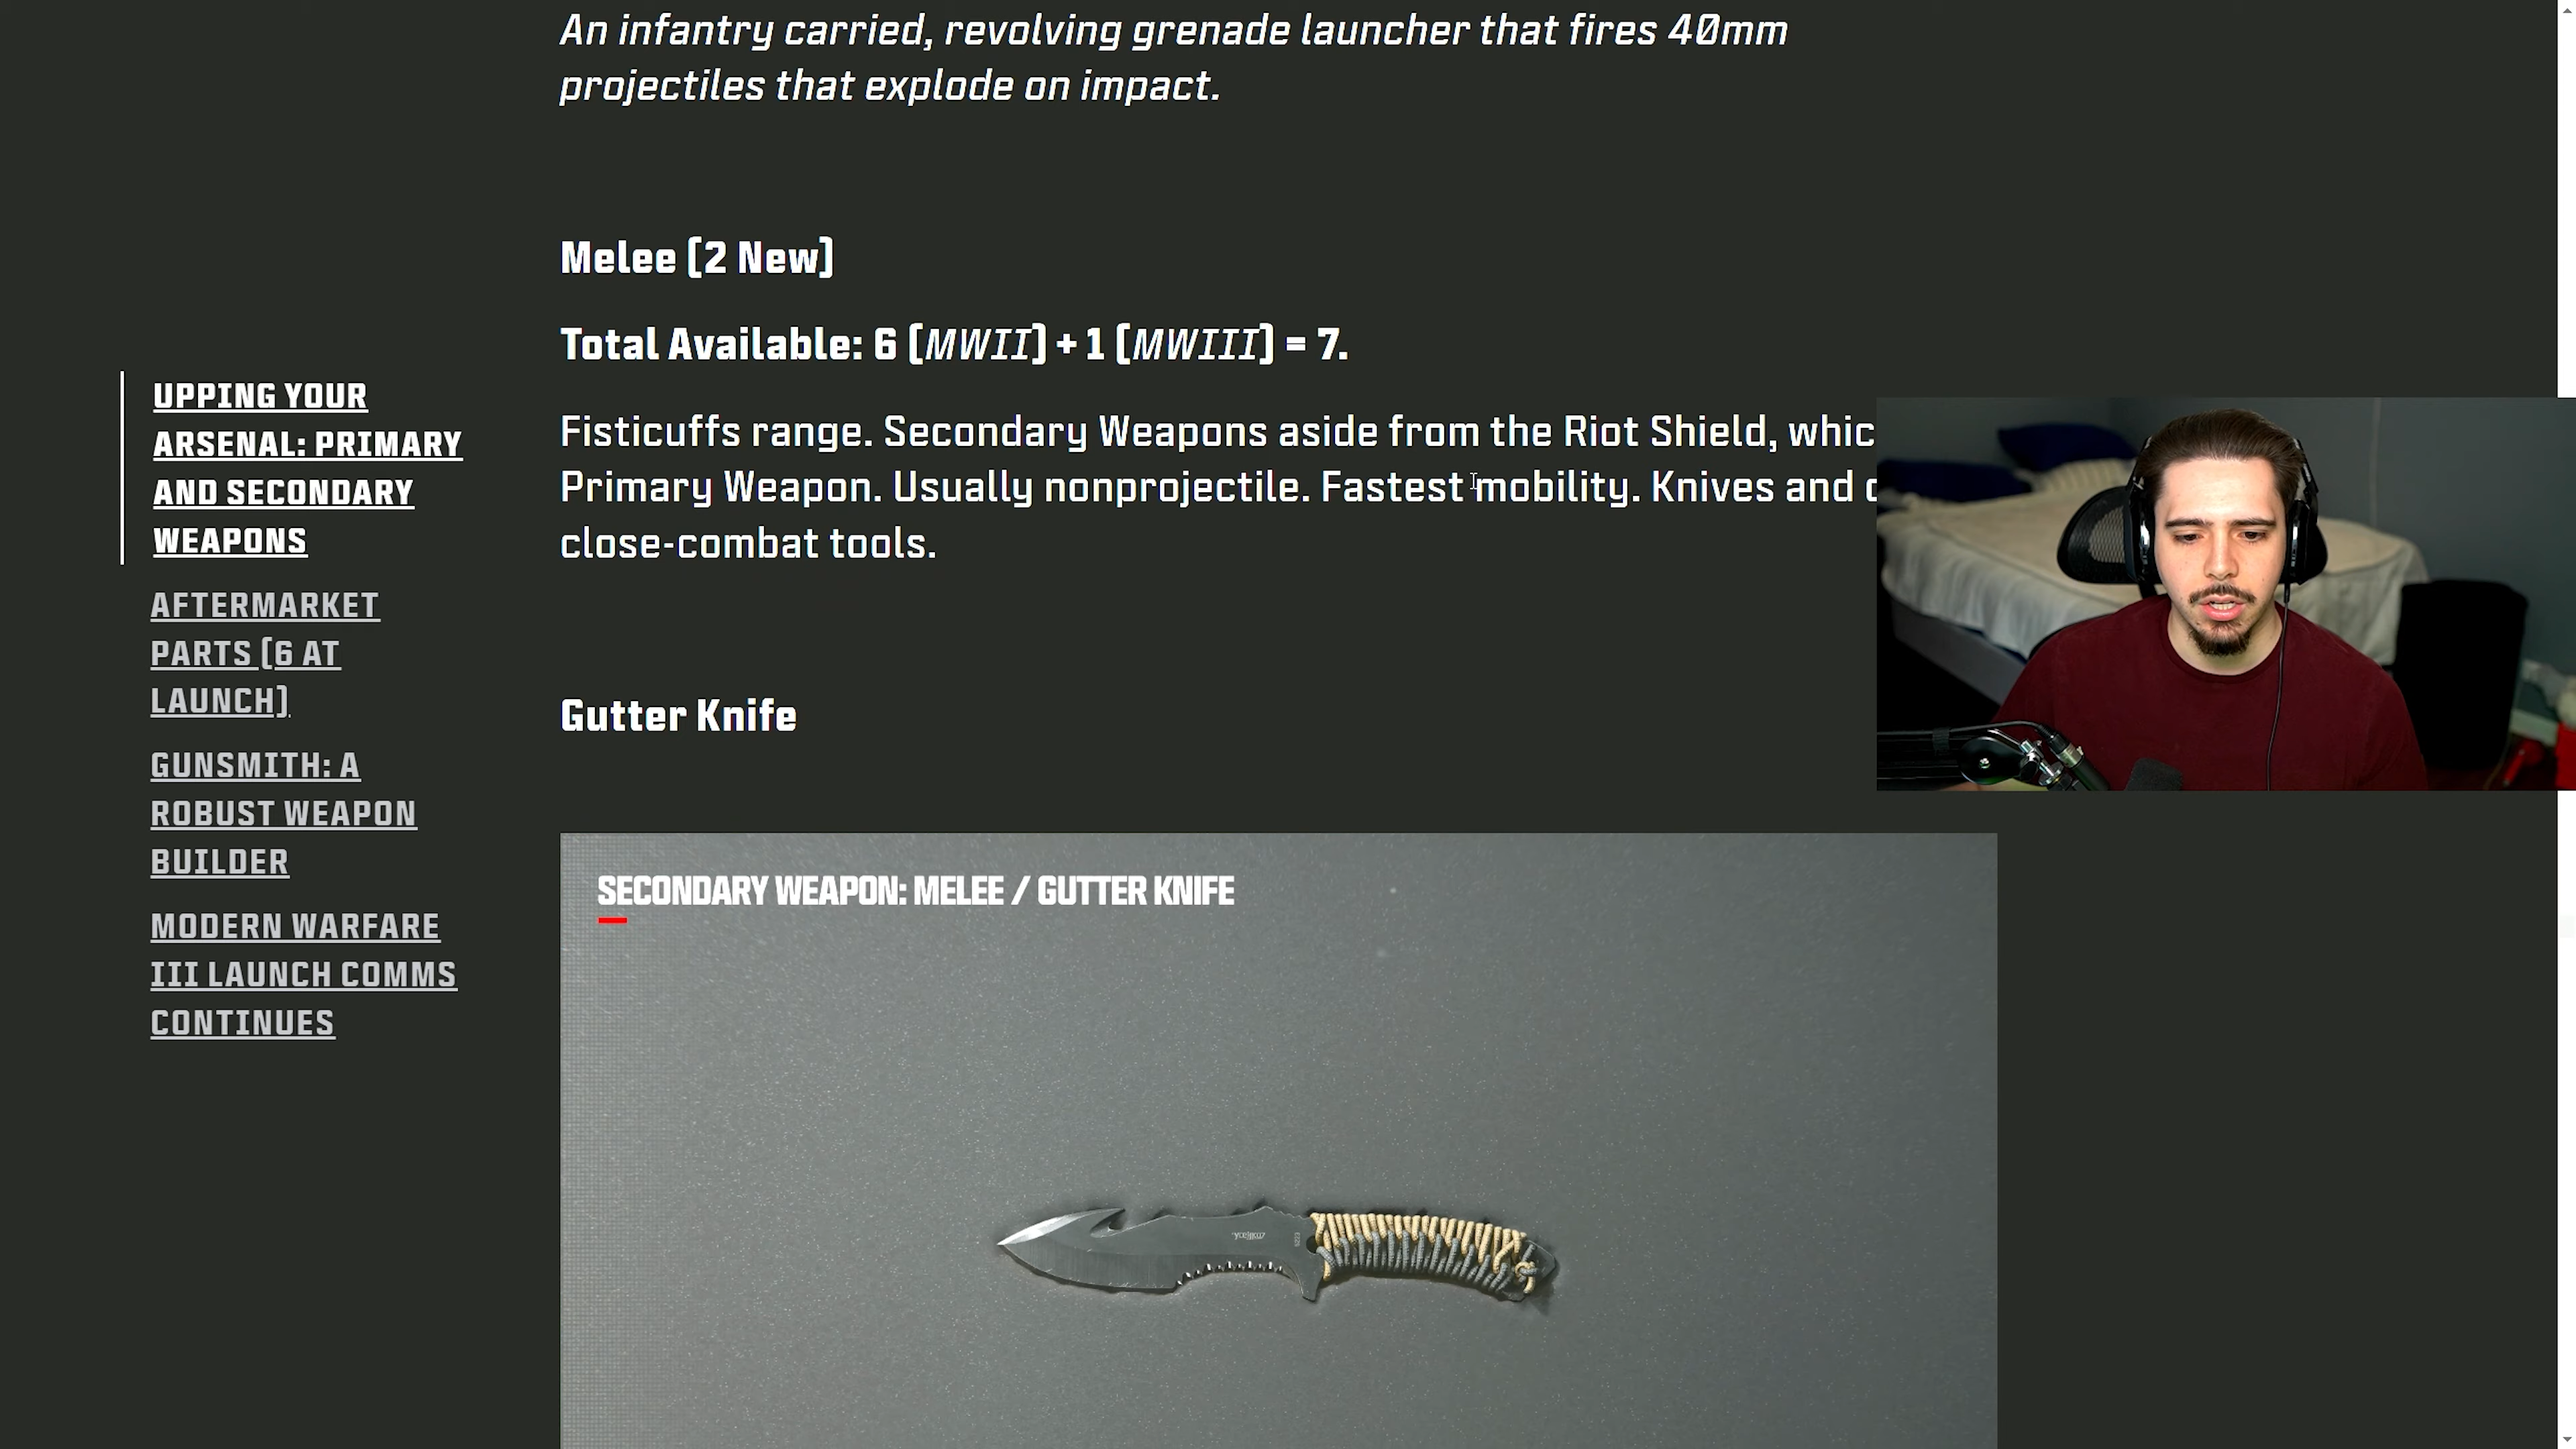 An infantry carried, revolving grenade launcher that fires 40mm
projectiles that explode on impact.
Melee [2 New]
Total Available: 6 (MWII) + 1 (MWIII) = 7.
Fisticuffs range. Secondary Weapons aside from the Riot Shield, whic
Primary Weapon. Usually nonprojectile. Fastest mobility. Knives and
close-combat tools.
Gutter Knife
SECONDARY WEAPON: MELEE / GUTTER KNIFE
UPPING YOUR
ARSENAL: PRIMARY
AND SECONDARY
WEAPONS
AFTERMARKET
PARTS [6 AT
LAUNCH]
GUNSMITH: A
ROBUST WEAPON
BUILDER
MODERN WARFARE
III LAUNCH COMMS
CONTINUES